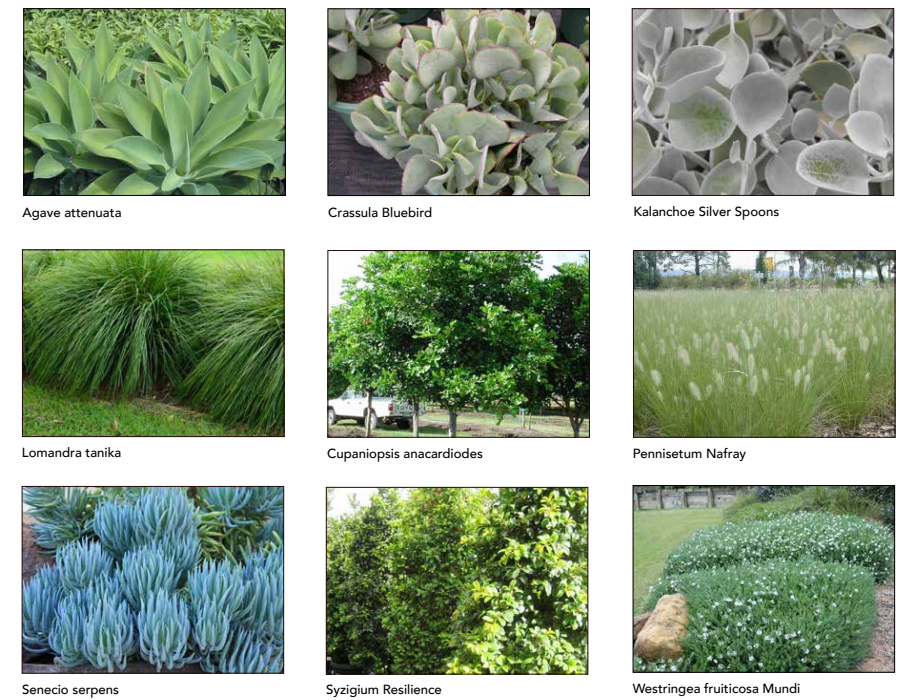 Agave attenuata
Crassula Bluebird
Kalanchoe Silver Spoons
Lomandra tanika
Cupaniopsis anacardiodes
Pennisetum Nafray
Senecio serpens
Syzigium Resilience
Westringea fruiticosa Mundi